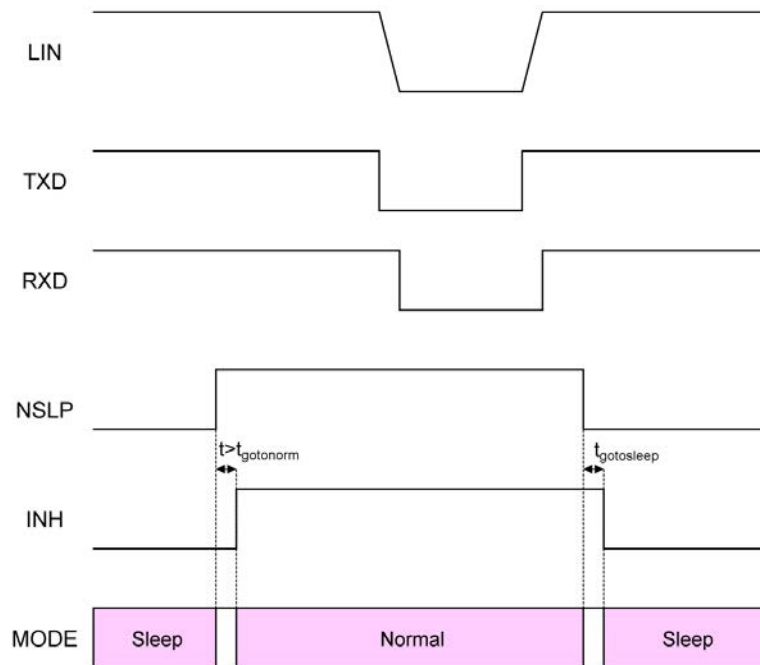 LIN
TXD
RXD
NSLP
t>tgotonorm
tgotosleep
INH
MODE
Sleep
Normal
Sleep